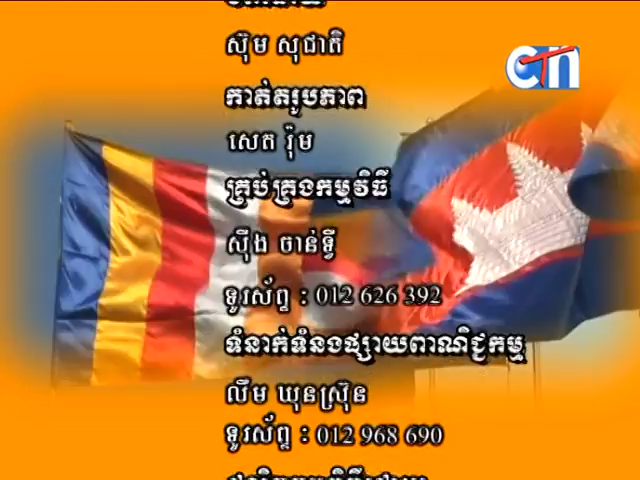 CTN
ស៊ុម សុជាតិ
កាត់តរូបភាព
សេត រ៉ុម
គ្រប់គ្រងកម្មវិធី
ស៊ីង ចាន់ទ្ធី
ទូរស័ព្ទ : 012 626 392
ទំនាក់ទំនងផ្សាយពាណិជ្ជកម្ម
លឹម ឃុនស្រ៊ុន
ទូរស័ព្ទ : 012 968 690